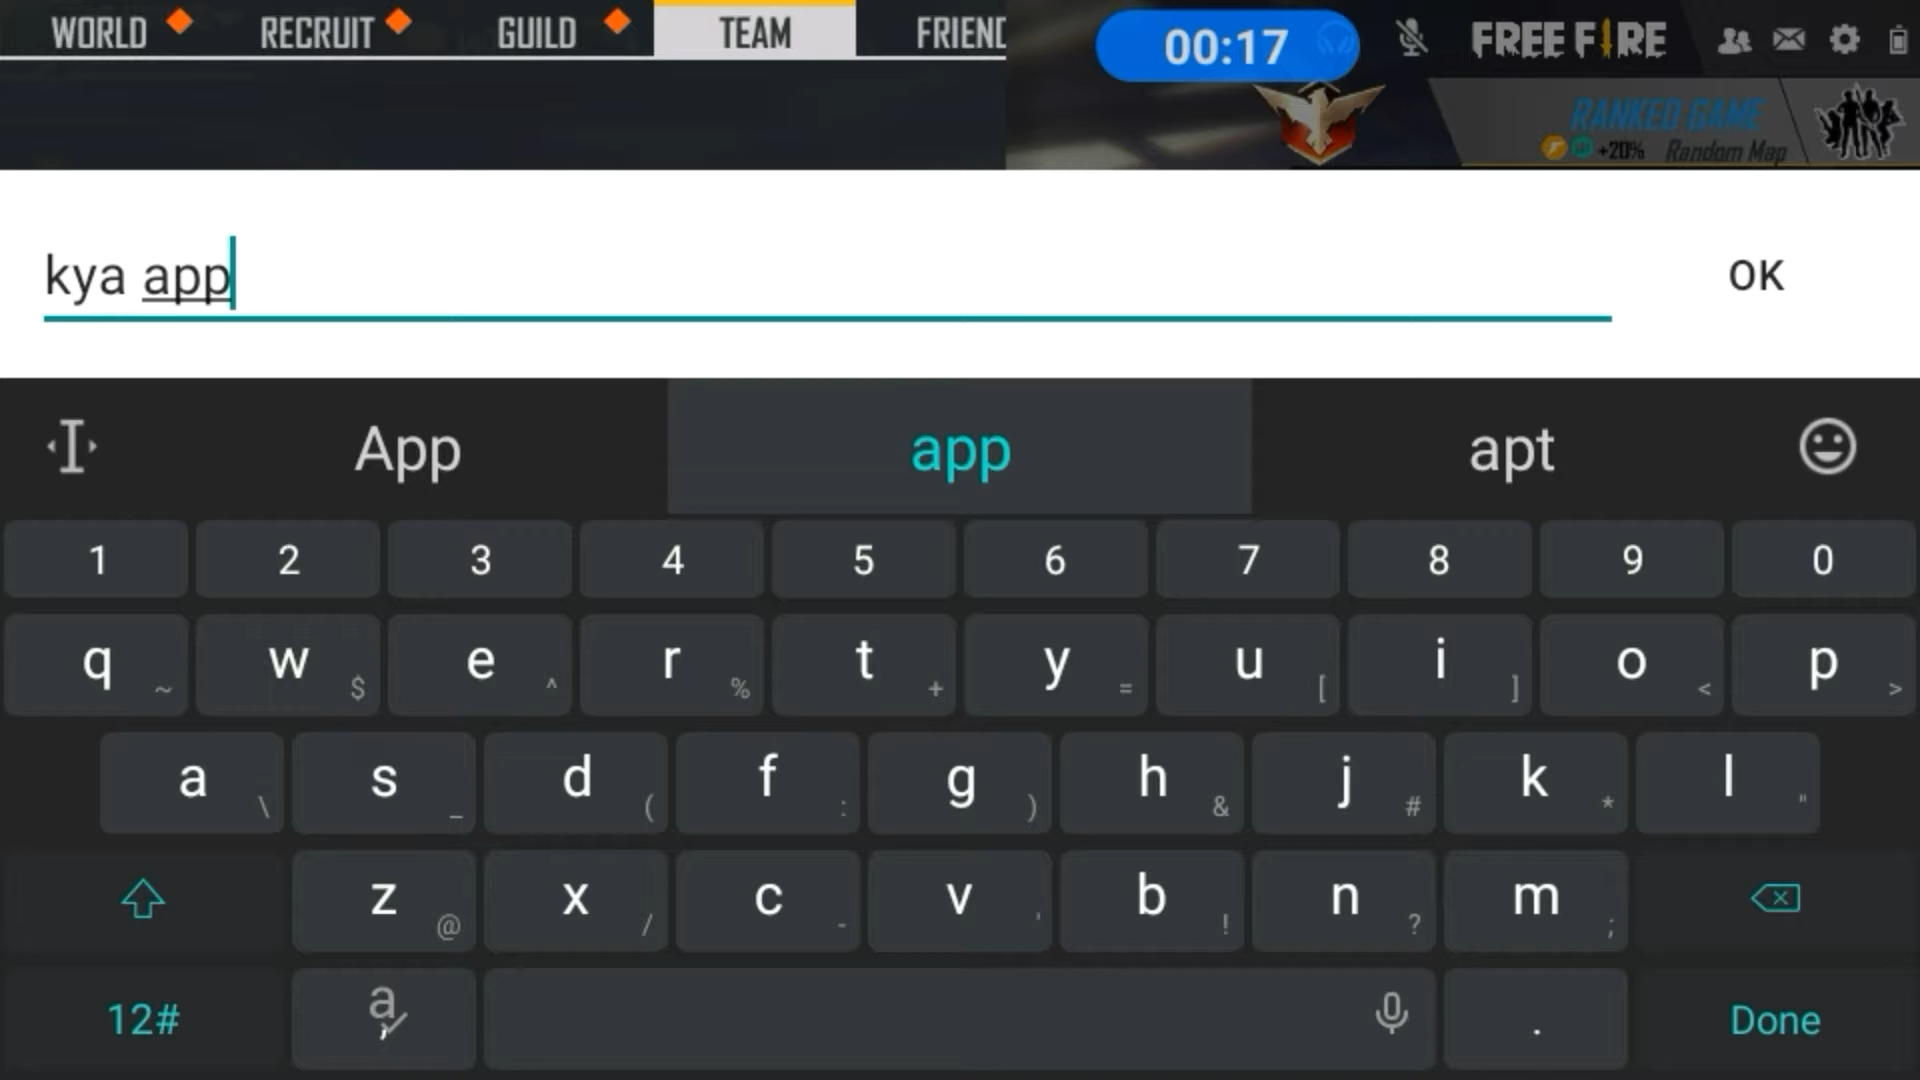 WORLD RECRUIT GUILD TEAM FRIEND
00:17 FREE FIRE
RANKED GAME
+20% Random Map
kya app OK
App app apt
1 2 3 4 5 6 7 8 9 0
q ~ w $ e ^ r % t + y = u [ i ] o < p >
a \ s _ d ( f : g ) h & j # k * l "
z @ x / c - v ' b ! n ? m ;
12# a , . Done